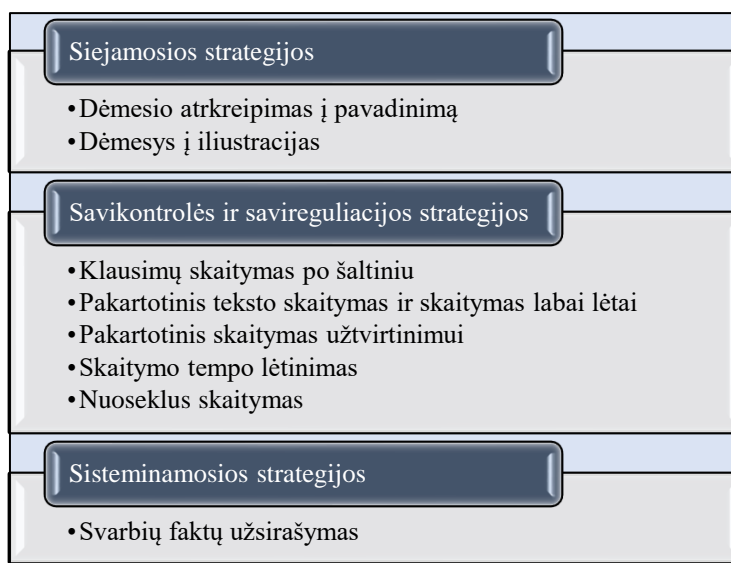 Siejamosios strategijos
•Dėmesio atrkreipimas į pavadinimą
•Dėmesys į iliustracijas
Savikontrolės ir savireguliacijos strategijos
•Klausimų skaitymas po šaltiniu
•Pakartotinis teksto skaitymas ir skaitymas labai lėtai
•Pakartotinis skaitymas užtvirtinimui
•Skaitymo tempo lėtinimas
•Nuoseklus skaitymas
Sisteminamosios strategijos
•Svarbių faktų užsirašymas